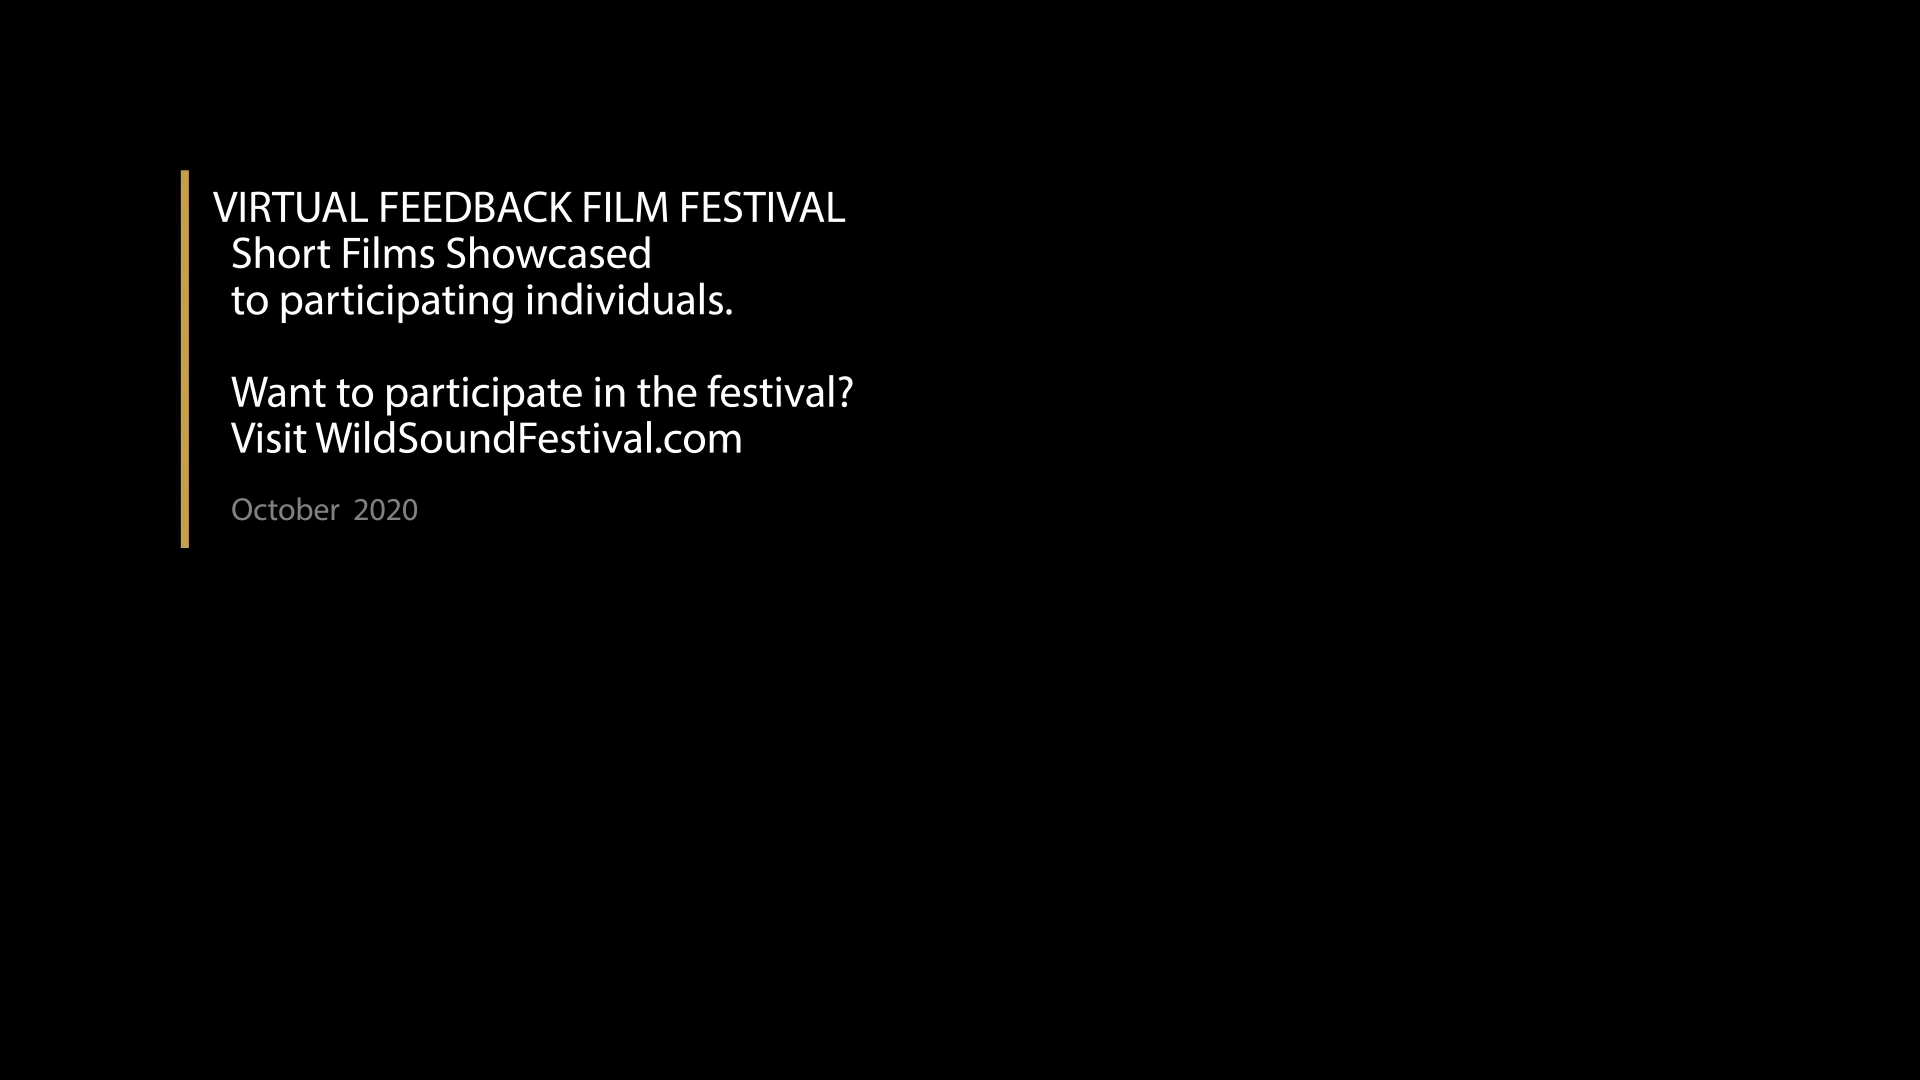 VIRTUAL FEEDBACK FILM FESTIVAL
Short Films Showcased
to participating individuals.
Want to participate in the festival?
Visit WildSoundFestival.com
October 2020